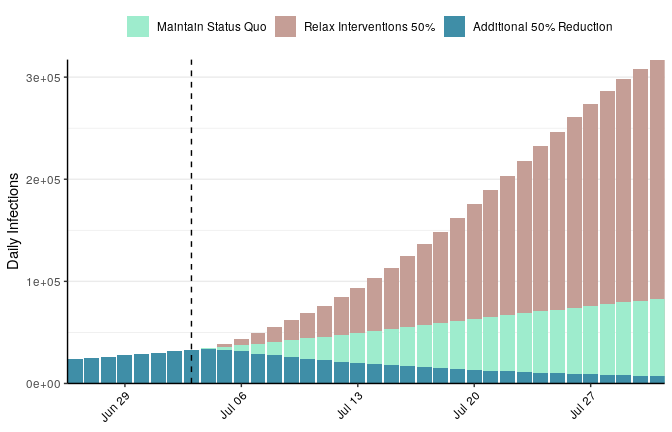 Maintain Status Quo Relax Interventions 50% Additional 50% Reduction
3e+05
2e+05
1e+05
0e+00
Daily Infections
Jun 29 Jul 06 Jul 13 Jul 20 Jul 27